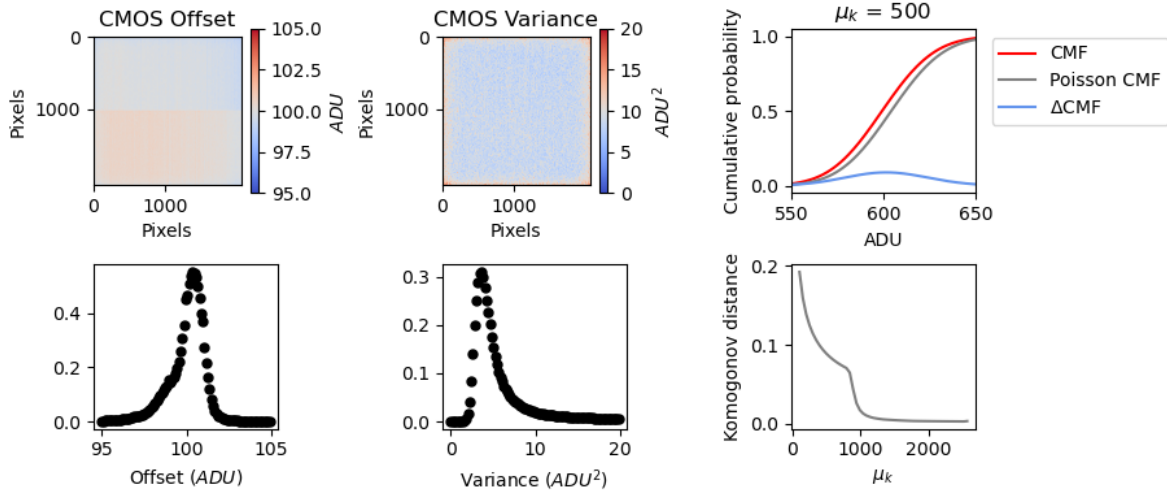 CMOS Offset
0
1000
Pixels
0
1000
Pixels
105.0
102.5
100.0
97.5
95.0
ADU
CMOS Variance
0
1000
Pixels
0
1000
Pixels
20
15
10
5
0
ADU²
μₖ = 500
1.0
0.5
0.0
Cumulative probability
550
600
650
ADU
CMF
Poisson CMF
ΔCMF
0.4
0.2
0.0
95
100
105
Offset (ADU)
0.3
0.2
0.1
0.0
0
10
20
Variance (ADU²)
0.2
0.1
0.0
Komogonov distance
0
1000
2000
μₖ